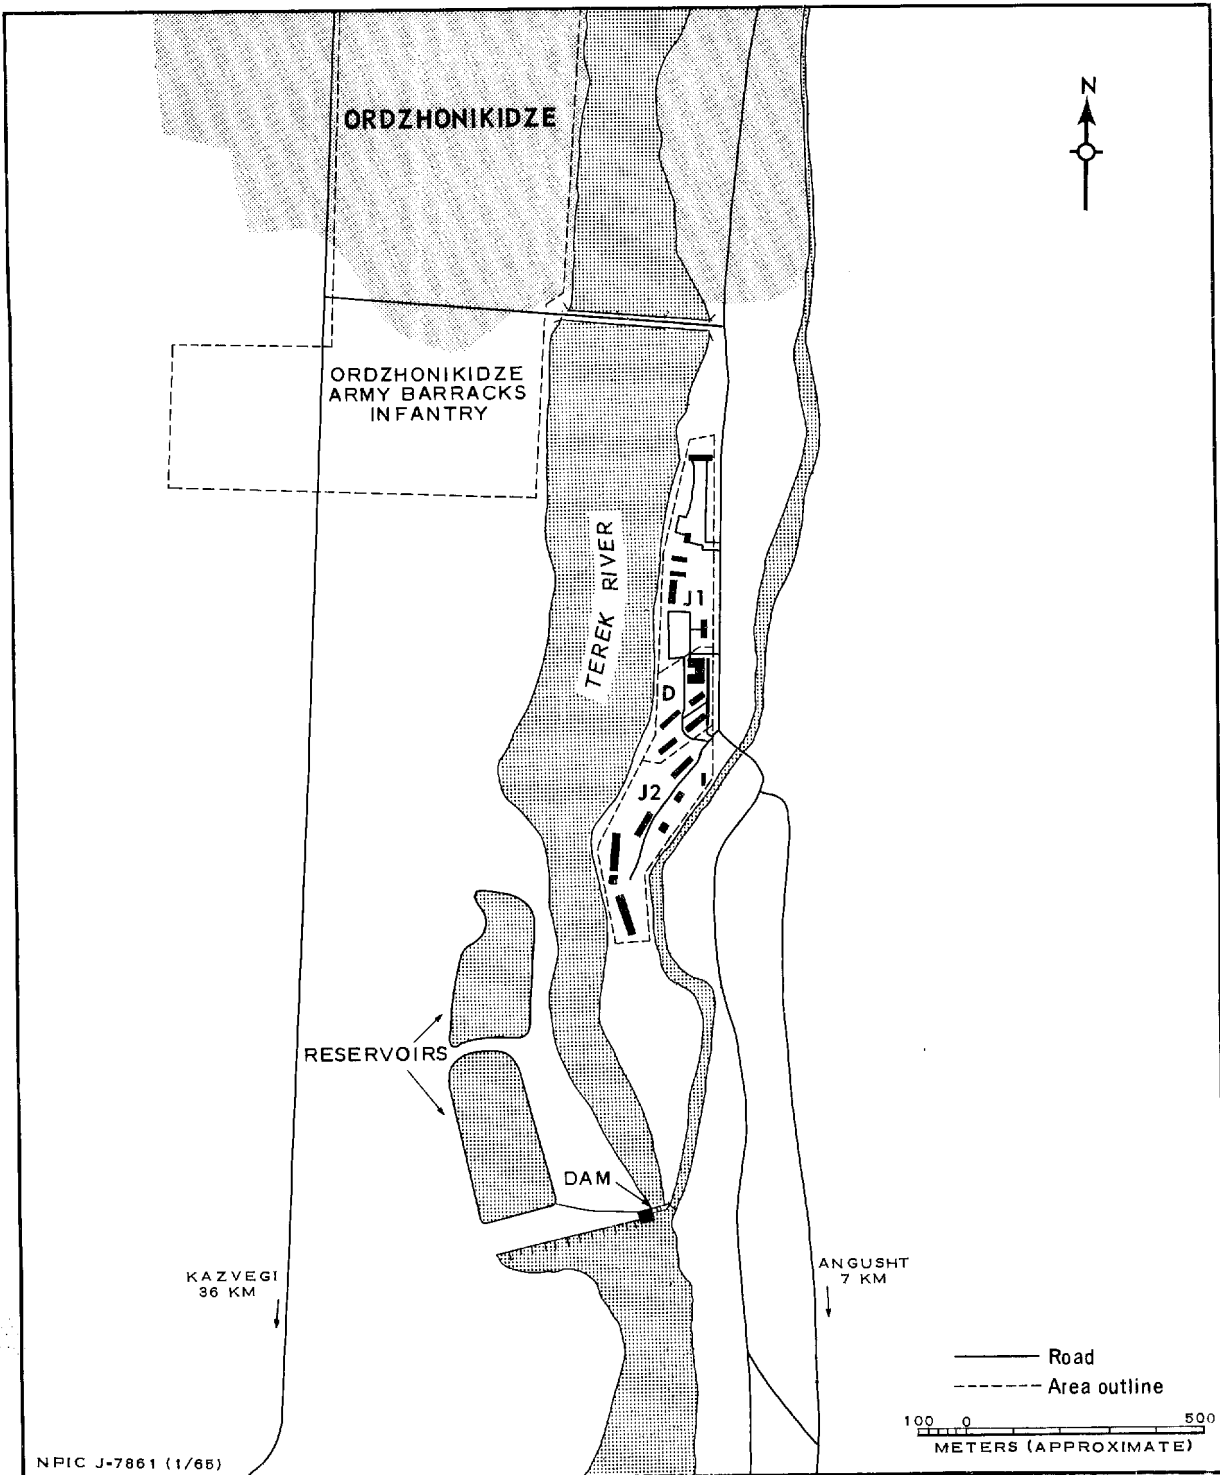 N
ORDZHONIKIDZE
ORDZHONIKIDZE
ARMY BARRACKS
INFANTRY
TEREK RIVER
J1
D
J2
RESERVOIRS
DAM
KAZVEGI
36 KM
ANGUSHT
7 KM
Road
Area outline
100 0 500
METERS (APPROXIMATE)
NPIC J-7861 (1/65)